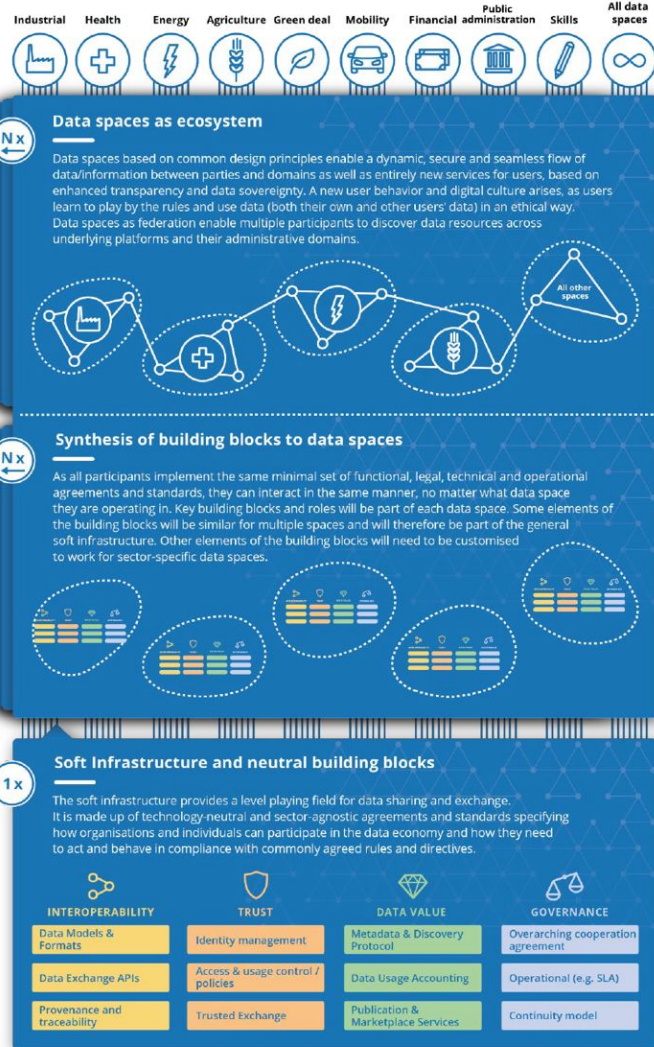 Industrial
Health
Energy
Agriculture
Green deal
Mobility
Financial
Public
administration
Skills
All data
spaces
N x
Data spaces as ecosystem
Data spaces based on common design principles enable a dynamic, secure and seamless flow of
data/information between parties and domains as well as entirely new services for users, based on
enhanced transparency and data sovereignty. A new user behavior and digital culture arises, as users
learn to play by the rules and use data (both their own and other users' data) in an ethical way.
Data spaces as federation enable multiple participants to discover data resources across
underlying platforms and their administrative domains.
All other
spaces
N x
Synthesis of building blocks to data spaces
As all participants implement the same minimal set of functional, legal, technical and operational
agreements and standards, they can interact in the same manner, no matter what data space
they are operating in. Key building blocks and roles will be part of each data space. Some elements of
the building blocks will be similar for multiple spaces and will therefore be part of the general
soft infrastructure. Other elements of the building blocks will need to be customised
to work for sector-specific data spaces.
1 x
Soft Infrastructure and neutral building blocks
The soft infrastructure provides a level playing field for data sharing and exchange.
It is made up of technology-neutral and sector-agnostic agreements and standards specifying
how organisations and individuals can participate in the data economy and how they need
to act and behave in compliance with commonly agreed rules and directives.
INTEROPERABILITY
Data Models &
Formats
Data Exchange APIs
Provenance and
traceability
TRUST
Identity management
Access & usage control /
policies
Trusted Exchange
DATA VALUE
Metadata & Discovery
Protocol
Data Usage Accounting
Publication &
Marketplace Services
GOVERNANCE
Overarching cooperation
agreement
Operational (e.g. SLA)
Continuity model